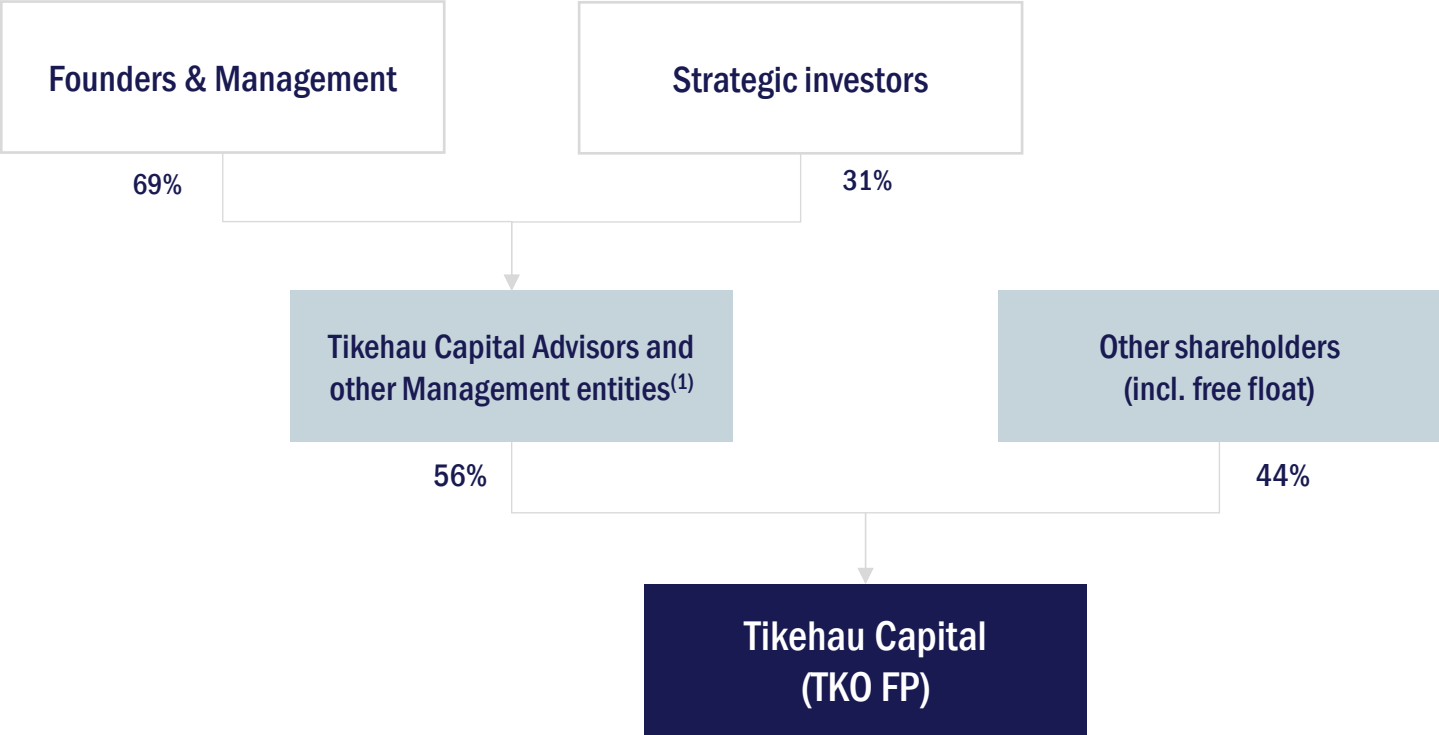 Founders & Management
Strategic investors
69%
31%
Tikehau Capital Advisors and
other Management entities(1)
Other shareholders
(incl. free float)
56%
44%
Tikehau Capital
(TKO FP)